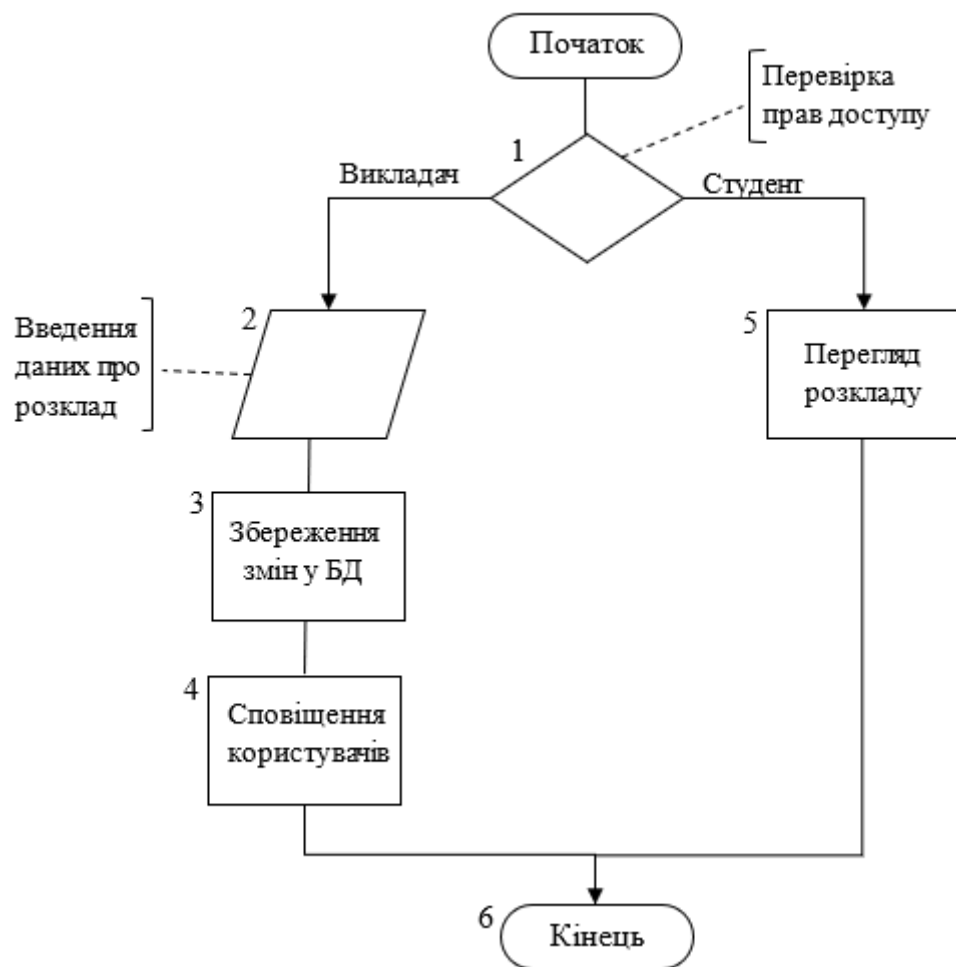 Початок
Перевірка
прав доступу
1
Викладач
Студент
2
Введення
даних про
розклад
5
Перегляд
розкладу
3
Збереження
змін у БД
4
Сповіщення
користувачів
6
Кінець